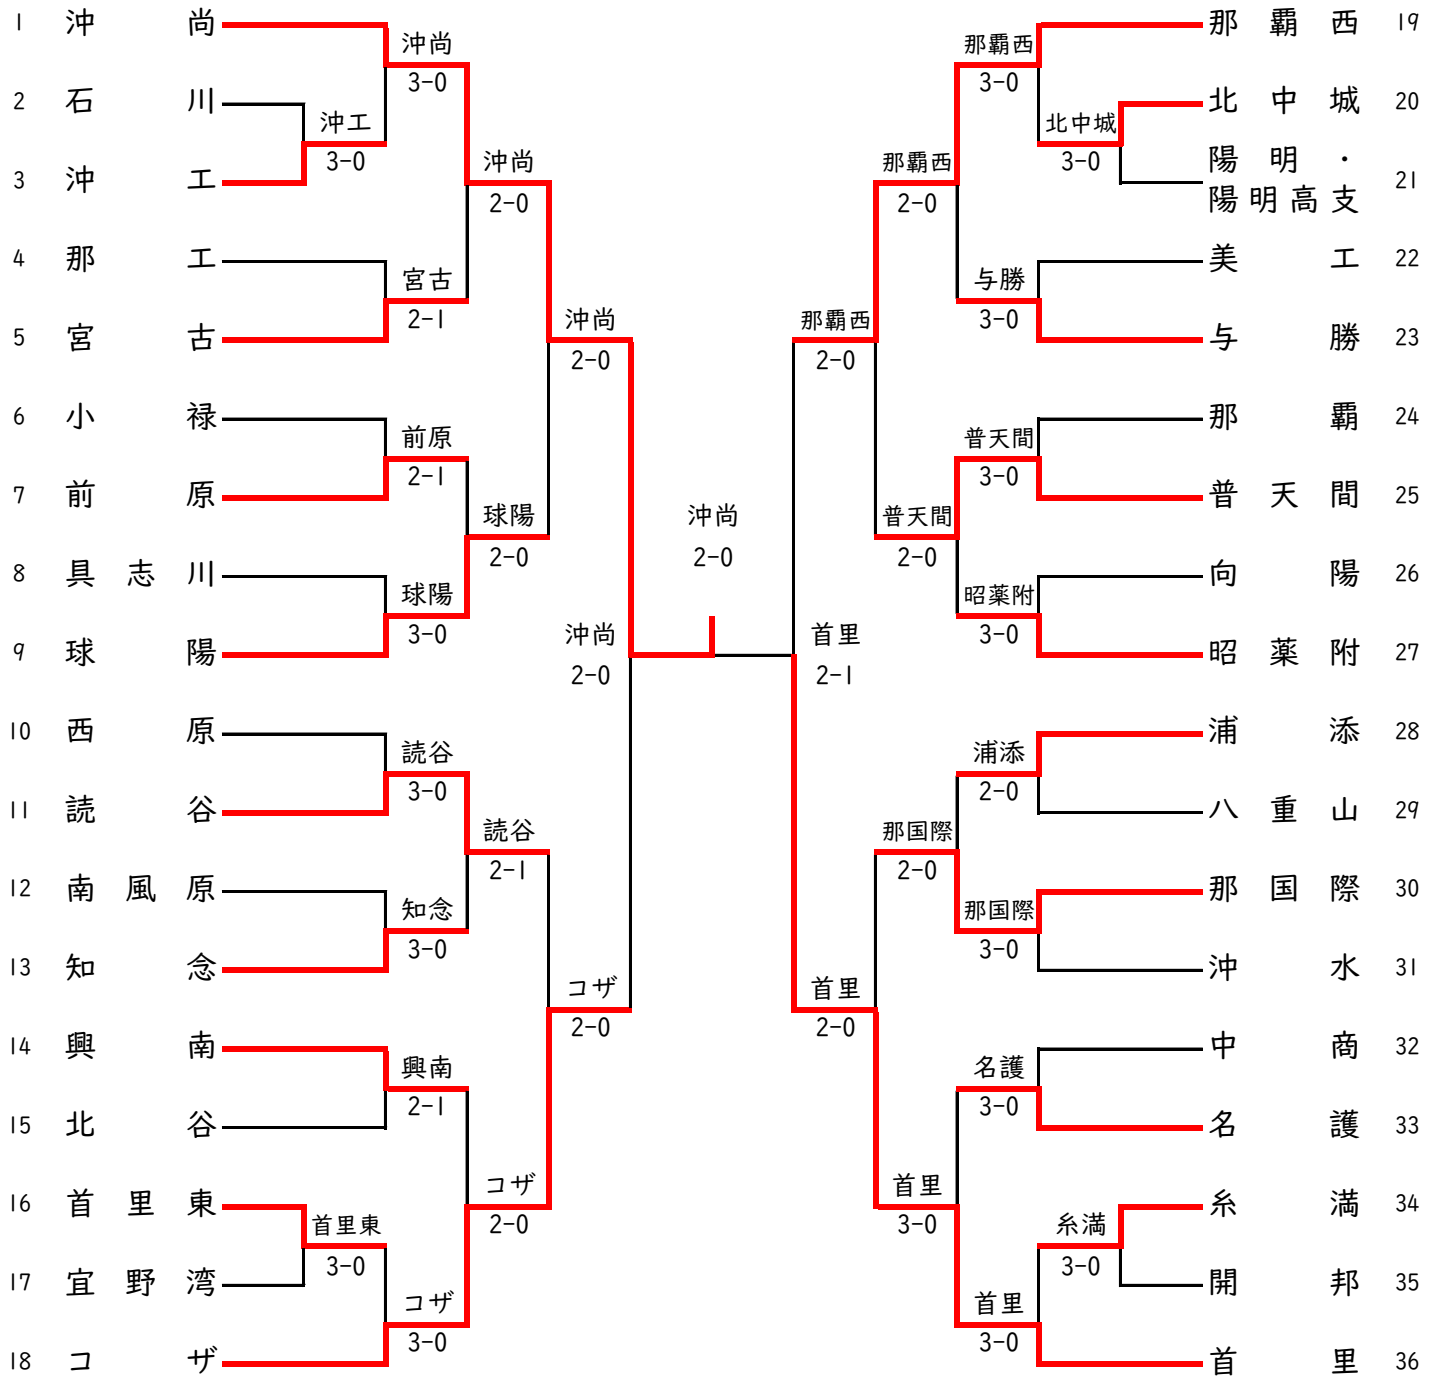 1 沖尚
2 石川
3 沖工
4 那工
5 宮古
6 小禄
7 前原
8 具志川
9 球陽
10 西原
11 読谷
12 南風原
13 知念
14 興南
15 北谷
16 首里東
17 宜野湾
18 コザ
沖工
3-0
首里東
3-0
沖尚
3-0
宮古
2-1
前原
2-1
球陽
3-0
読谷
3-0
知念
3-0
興南
2-1
コザ
3-0
沖尚
2-0
球陽
2-0
読谷
2-1
コザ
2-0
沖尚
2-0
コザ
2-0
沖尚
2-0
沖尚
2-0
首里
2-1
那覇西
2-0
首里
2-0
那覇西
2-0
普天間
2-0
那国際
2-0
首里
3-0
那覇西
3-0
与勝
3-0
普天間
3-0
昭薬附
3-0
浦添
2-0
那国際
3-0
名護
3-0
首里
3-0
北中城
3-0
糸満
3-0
那覇西 19
北中城 20
陽明・
陽明高支 21
美工 22
与勝 23
那覇 24
普天間 25
向陽 26
昭薬附 27
浦添 28
八重山 29
那国際 30
沖水 31
中商 32
名護 33
糸満 34
開邦 35
首里 36